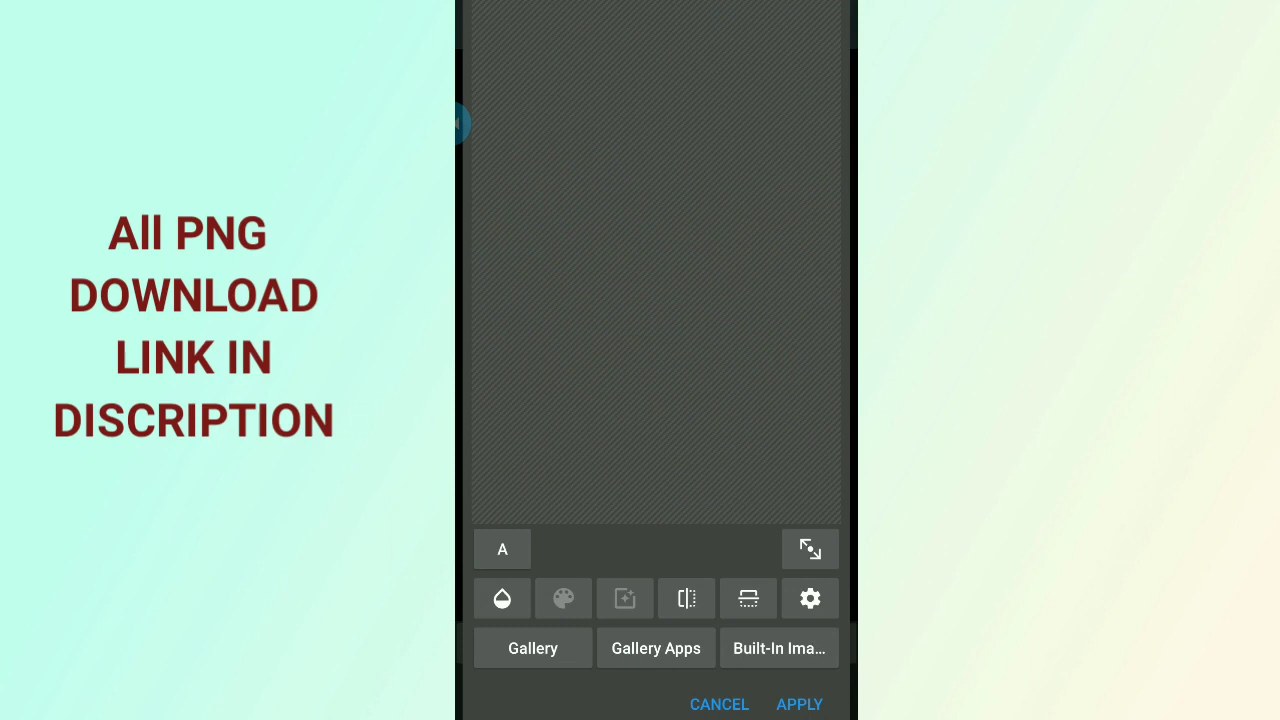 All PNG
DOWNLOAD
LINK IN
DISCRIPTION
A
Gallery
Gallery Apps
Built-In Ima...
CANCEL
APPLY